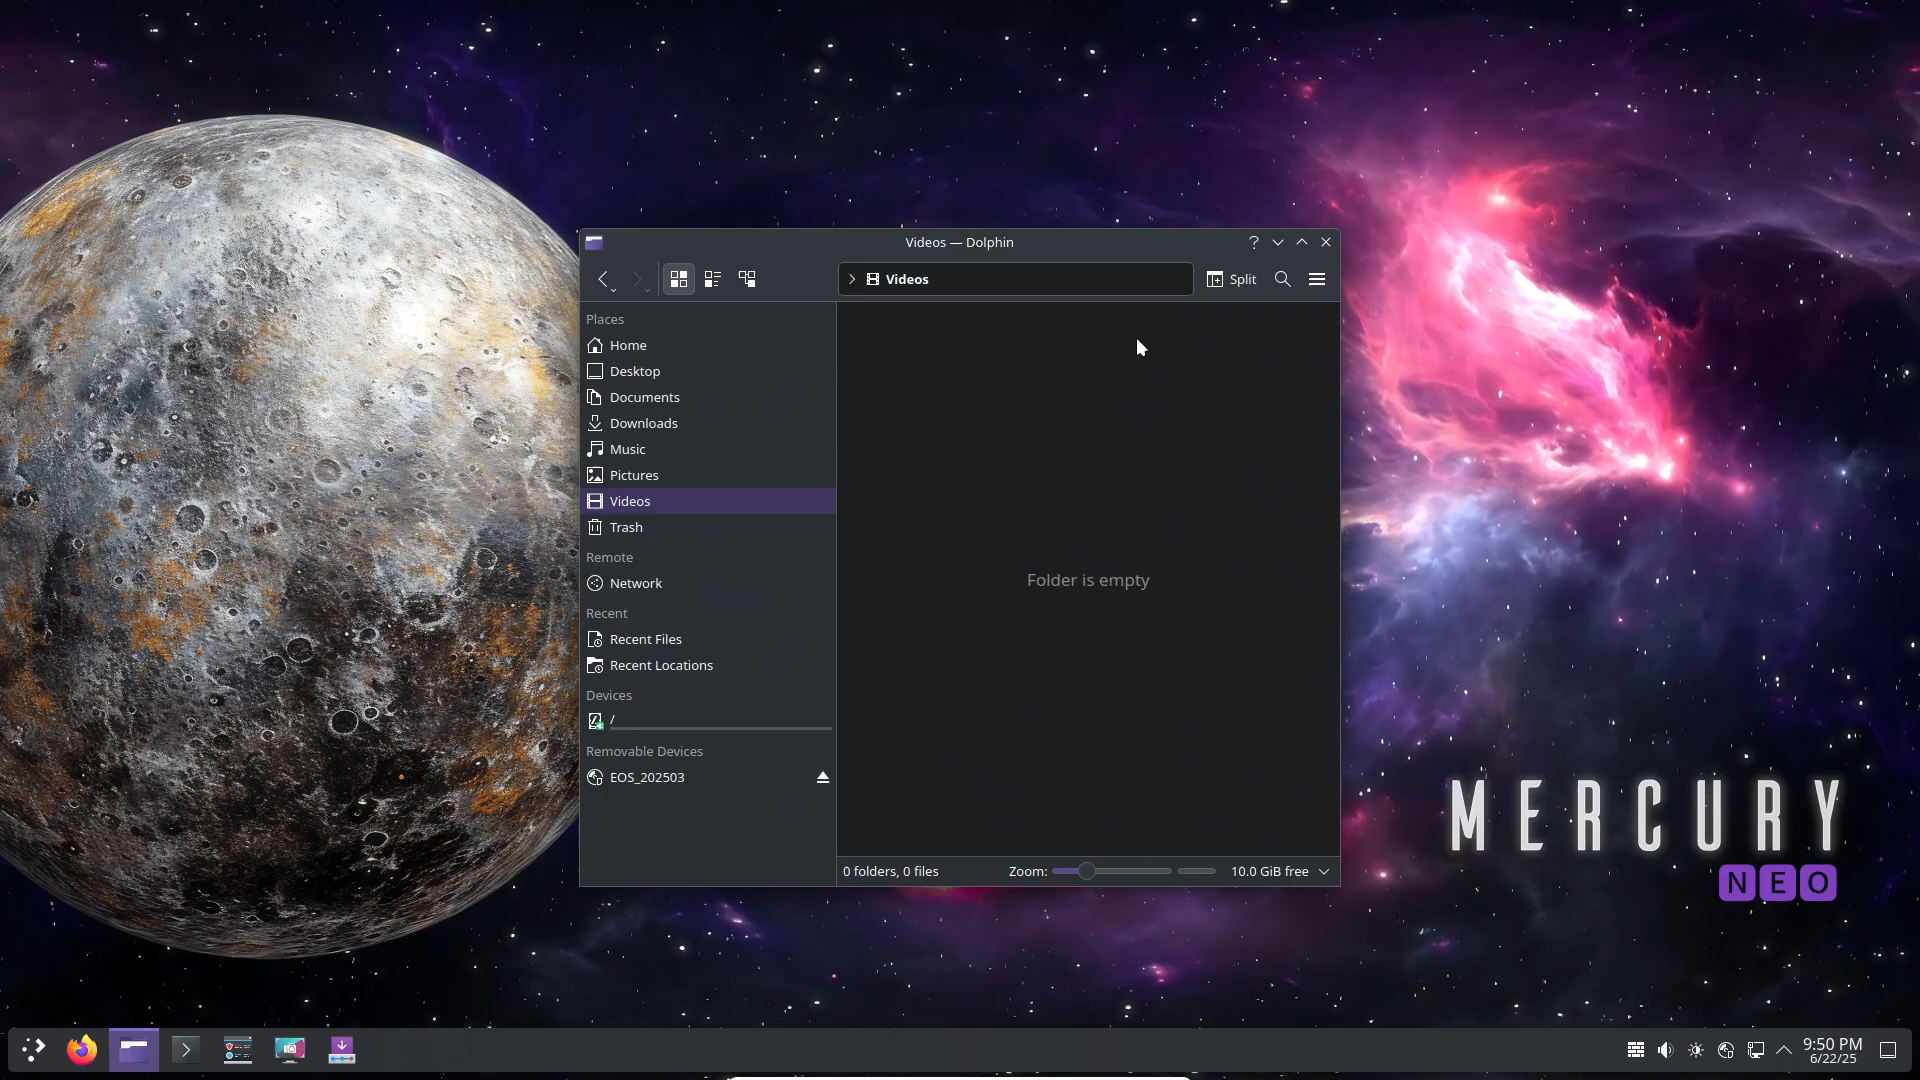 Videos — Dolphin
Videos
Split
Places
Home
Desktop
Documents
Downloads
Music
Pictures
Videos
Trash
Remote
Network
Recent
Recent Files
Recent Locations
Devices
/
Removable Devices
EOS_202503
Folder is empty
0 folders, 0 files
Zoom:
10.0 GiB free
MERCURY
NEO
9:50 PM
6/22/25